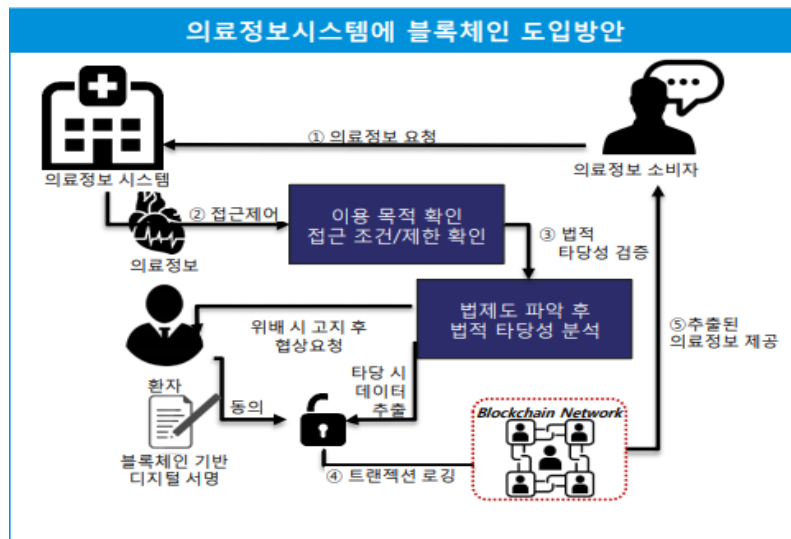 의료정보시스템에 블록체인 도입방안
① 의료정보 요청
의료정보 시스템
의료정보 소비자
② 접근제어
이용 목적 확인
접근 조건/제한 확인
③ 법적
타당성 검증
의료정보
법제도 파악 후
법적 타당성 분석
위배 시 고지 후
협상요청
⑤추출된
의료정보 제공
환자
타당 시
데이터
추출
동의
Blockchain Network
블록체인 기반
디지털 서명
④ 트랜젝션 로깅